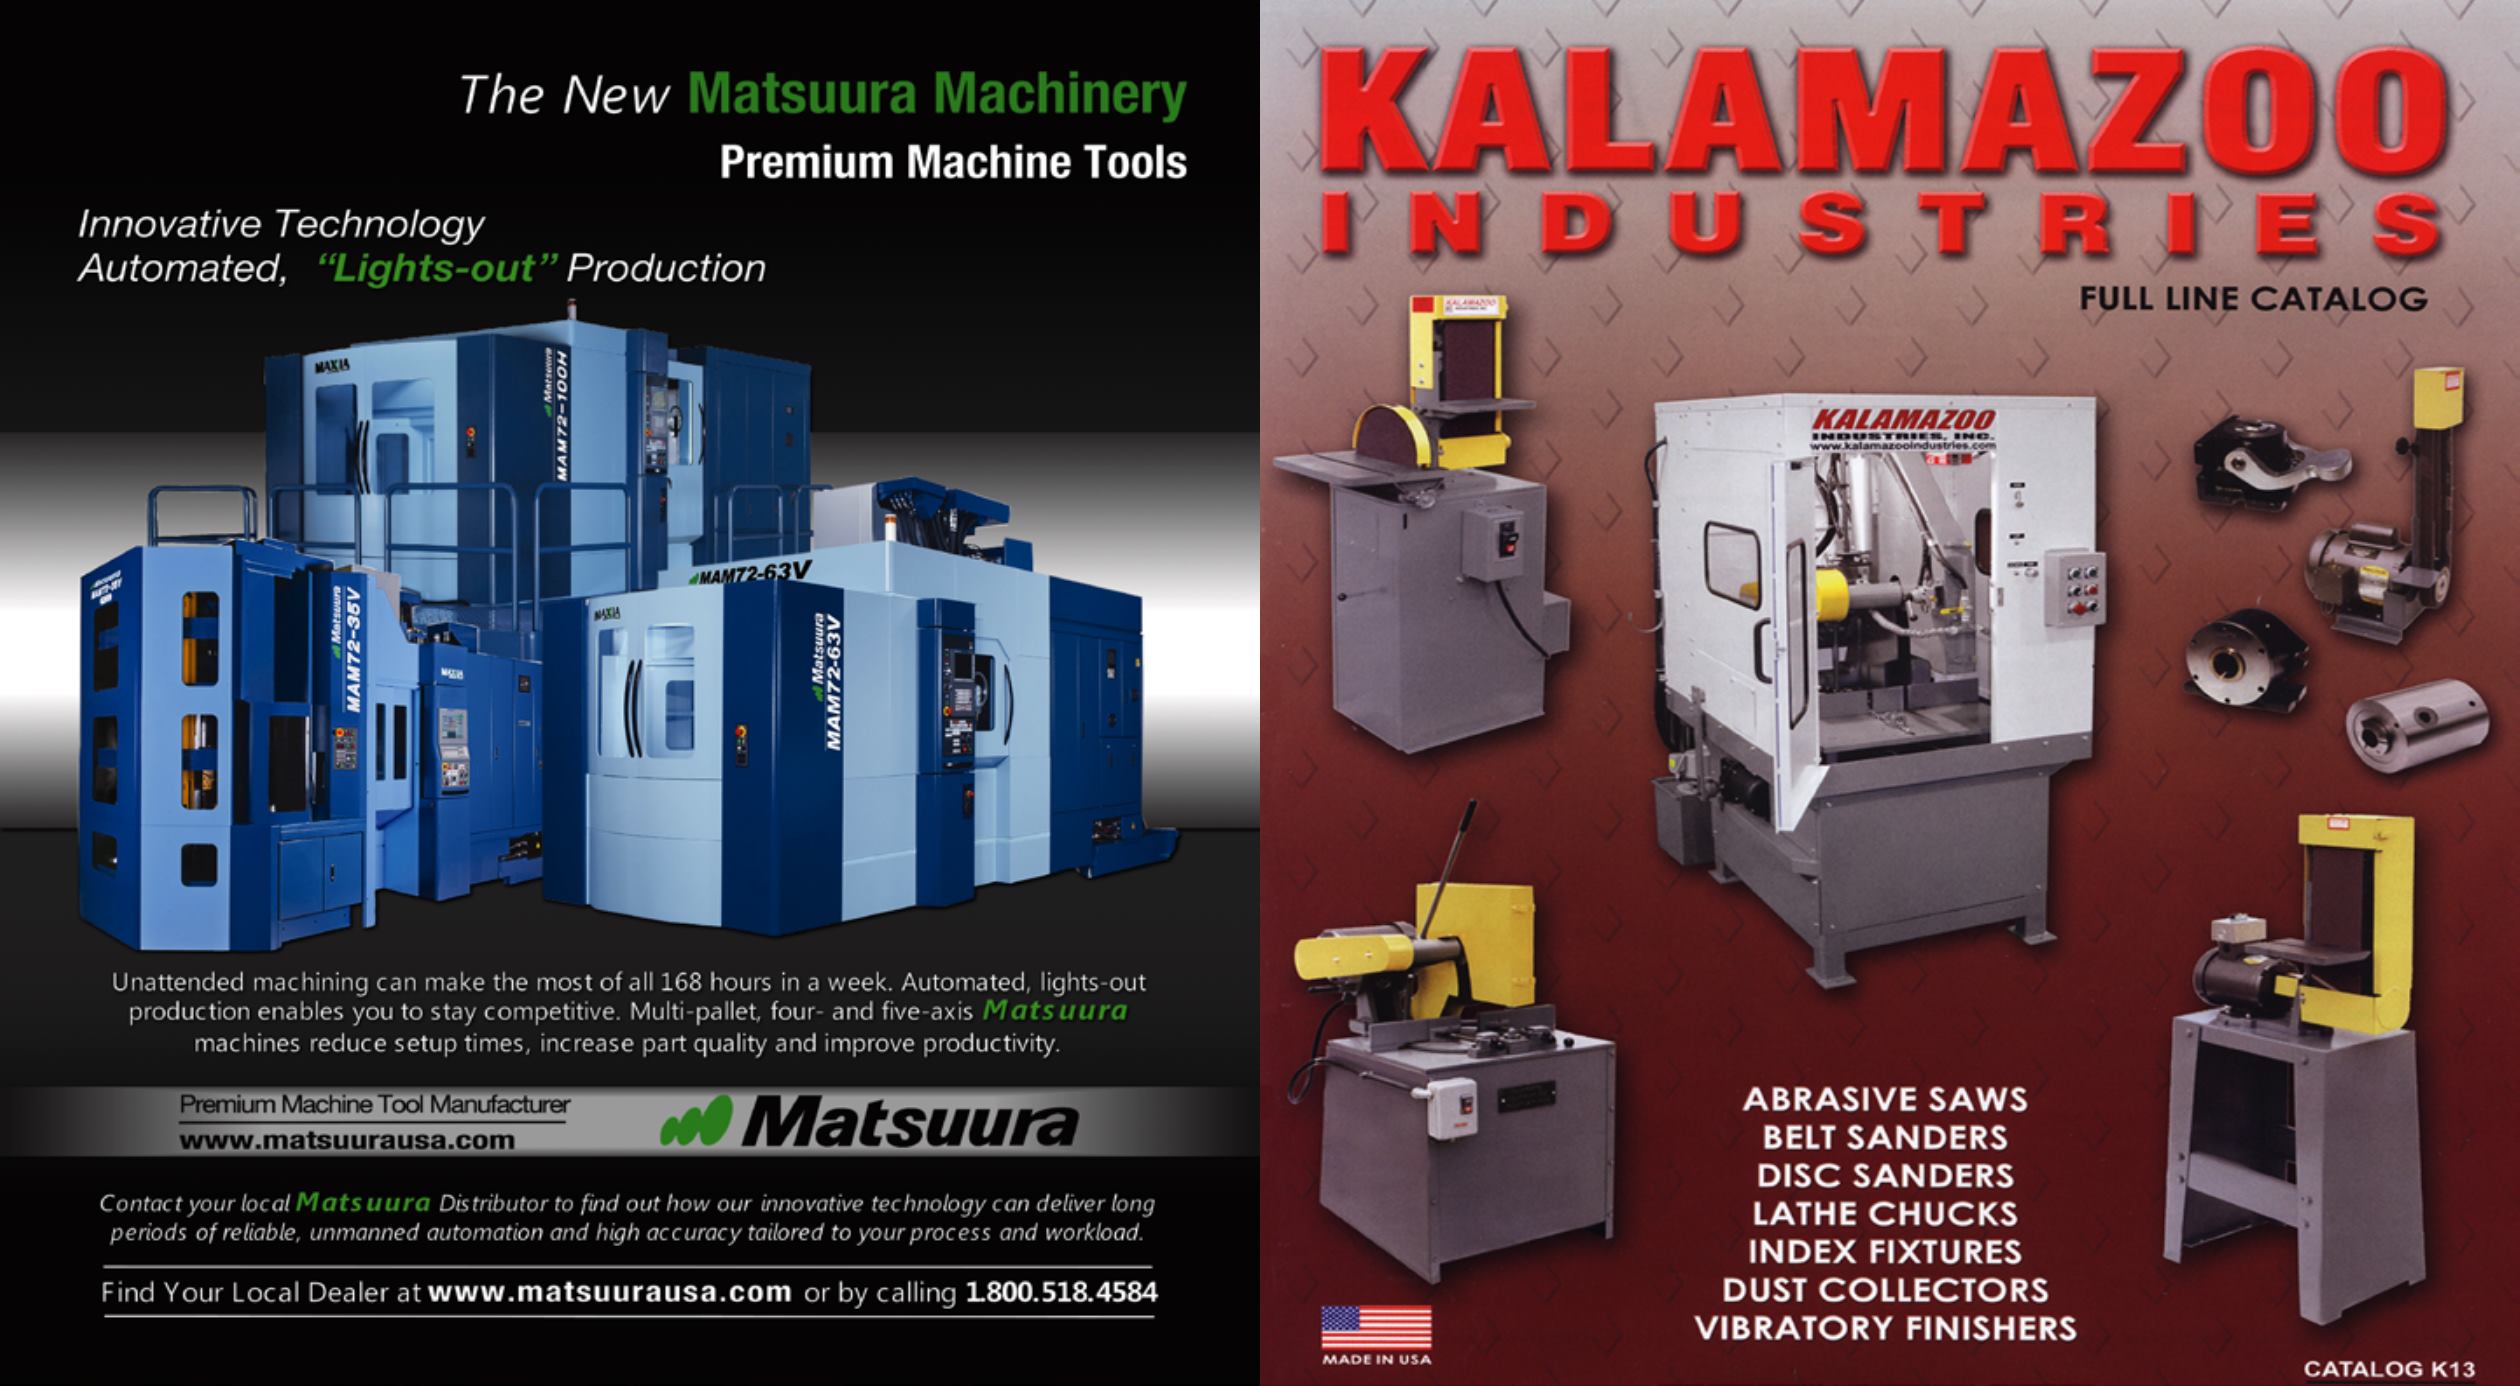 The New Matsuura Machinery
Premium Machine Tools
Innovative Technology
Automated, “Lights-out” Production
MAXIA
Matsuura
MAM72-100H
MAM72-63V
Matsuura
MAM72-35V
MAXIA
MAXIA
Matsuura
MAM72-63V
Unattended machining can make the most of all 168 hours in a week. Automated, lights-out
production enables you to stay competitive. Multi-pallet, four- and five-axis Matsuura
machines reduce setup times, increase part quality and improve productivity.
Premium Machine Tool Manufacturer
www.matsuurausa.com
Matsuura
Contact your local Matsuura Distributor to find out how our innovative technology can deliver long
periods of reliable, unmanned automation and high accuracy tailored to your process and workload.
Find Your Local Dealer at www.matsuurausa.com or by calling 1.800.518.4584
KALAMAZOO
INDUSTRIES
FULL LINE CATALOG
KALAMAZOO
KALAMAZOO
INDUSTRIES, INC.
www.kalamazooindustries.com
ABRASIVE SAWS
BELT SANDERS
DISC SANDERS
LATHE CHUCKS
INDEX FIXTURES
DUST COLLECTORS
VIBRATORY FINISHERS
MADE IN USA
CATALOG K13